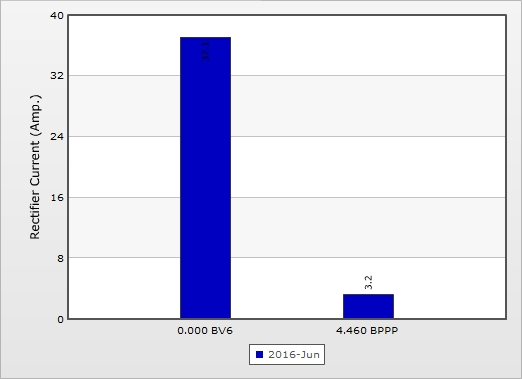 40
32
24
16
8
0
Rectifier Current (Amp.)
3.2
0.000 BV6
4.460 BPPP
2016-Jun